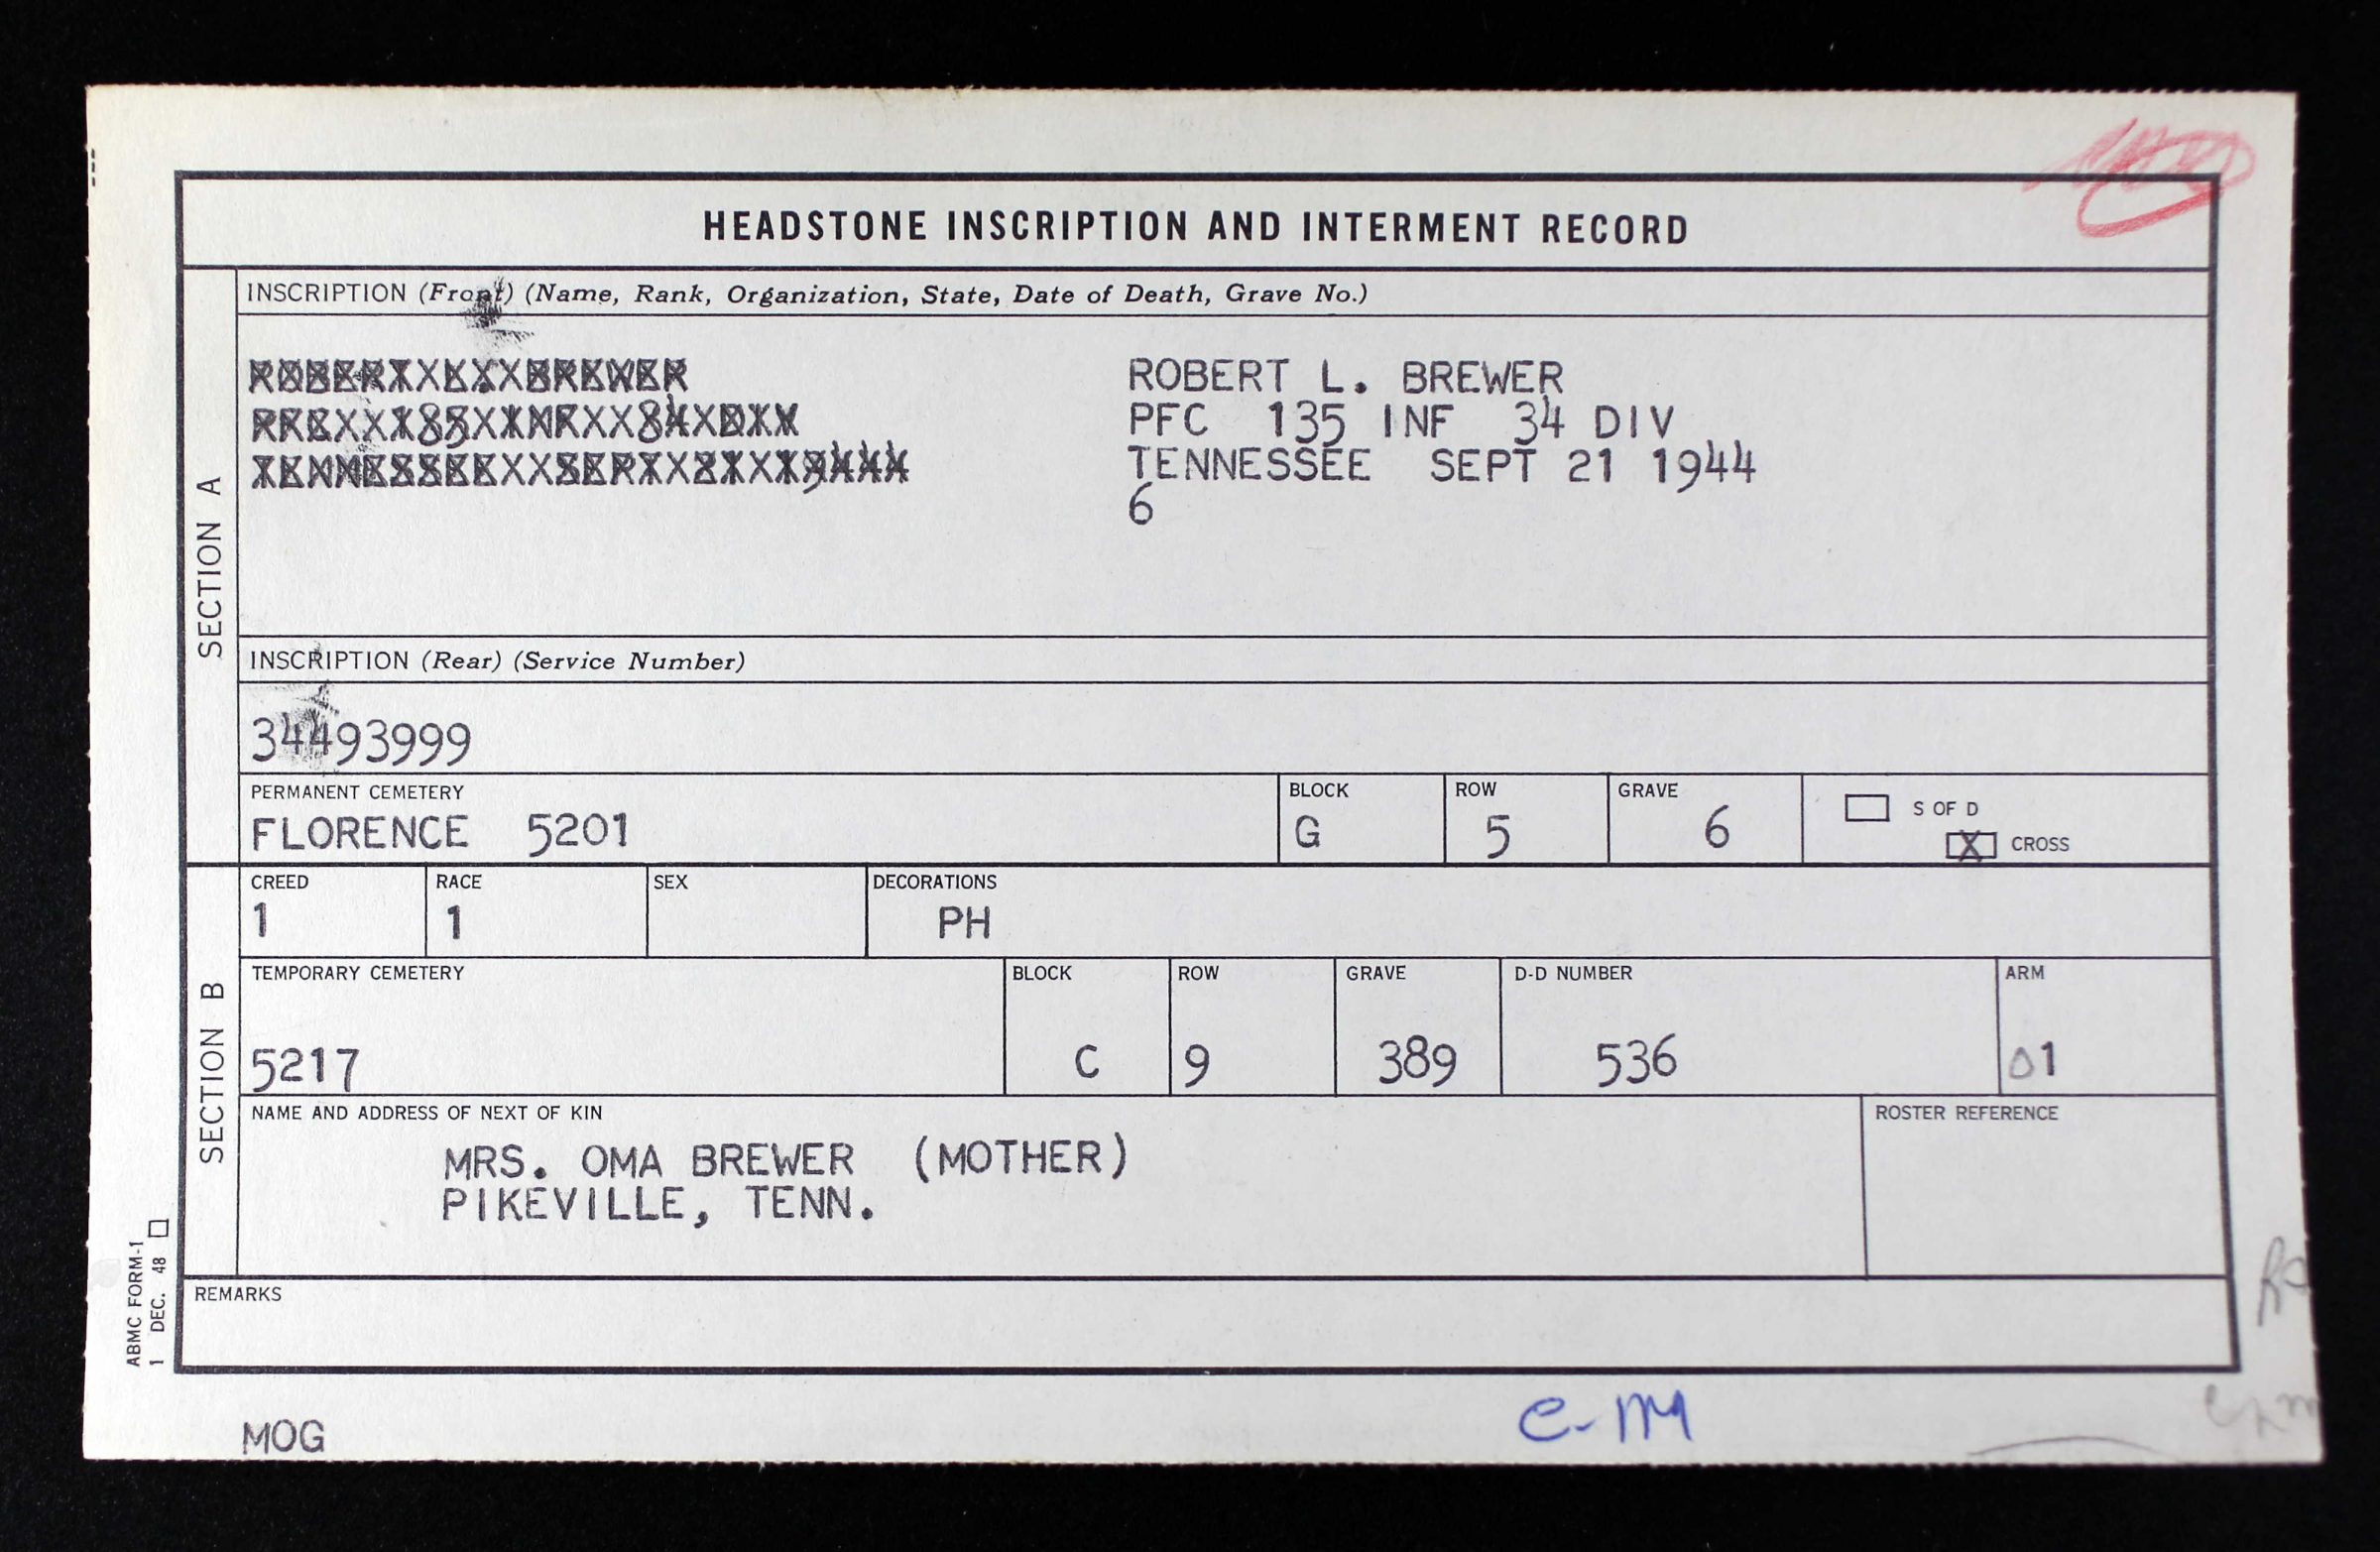 HEADSTONE INSCRIPTION AND INTERMENT RECORD
SECTION A
INSCRIPTION (Front) (Name, Rank, Organization, State, Date of Death, Grave No.)
ROBERT L. BREWER
PFC 135 INF 34 DIV
TENNESSEE SEPT 21 1944
6
INSCRIPTION (Rear) (Service Number)
34493999
PERMANENT CEMETERY
FLORENCE 5201
BLOCK
G
ROW
5
GRAVE
6
S OF D
X CROSS
SECTION B
CREED
1
RACE
1
SEX
DECORATIONS
PH
TEMPORARY CEMETERY
5217
BLOCK
C
ROW
9
GRAVE
389
D-D NUMBER
536
ARM
01
NAME AND ADDRESS OF NEXT OF KIN
MRS. OMA BREWER (MOTHER)
PIKEVILLE, TENN.
ROSTER REFERENCE
REMARKS
ABMC FORM-1
1 DEC. 48
MOG
e-m